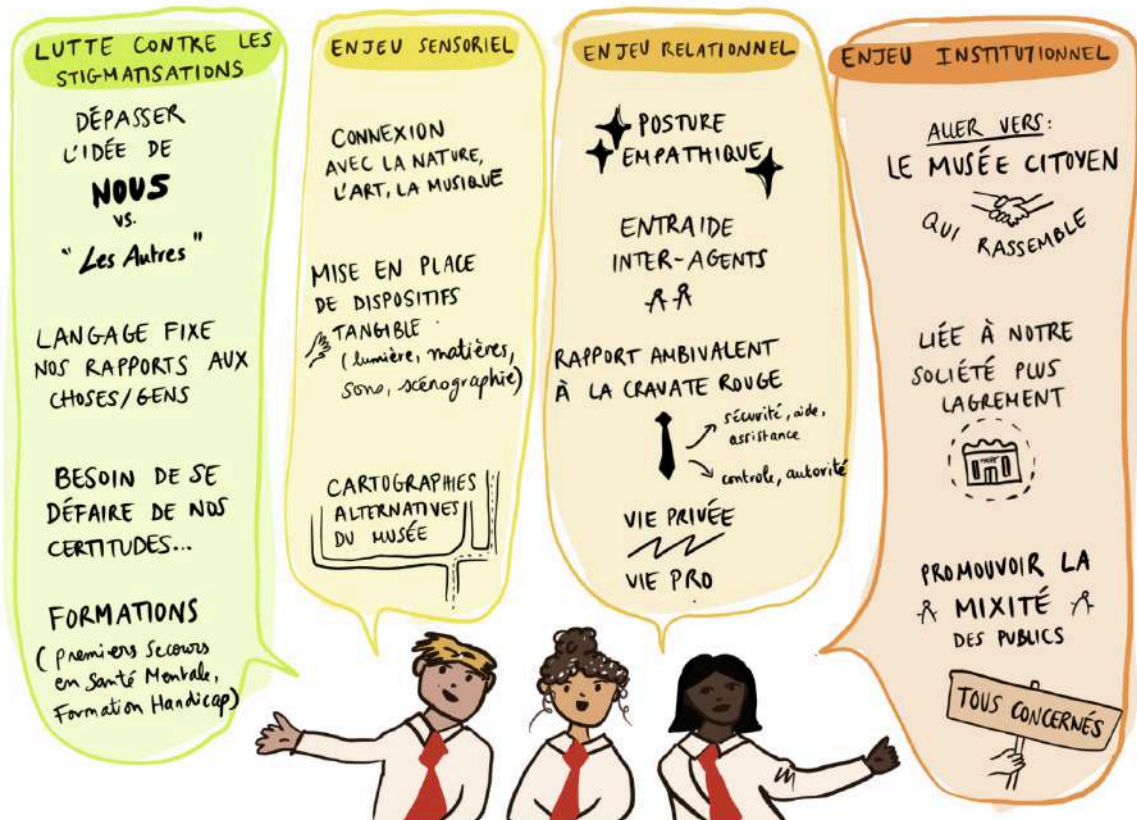 LUTTE CONTRE LES
STIGMATISATIONS
DÉPASSER
L'IDÉE DE
NOUS
VS.
"Les Autres"
LANGAGE FIXE
NOS RAPPORTS AUX
CHOSES/GENS
BESOIN DE SE
DÉFAIRE DE NOS
CERTITUDES...
FORMATIONS
(Premiers Secours
en Santé Mentale,
Formation Handicap)
ENJEU SENSORIEL
CONNEXION
AVEC LA NATURE,
L'ART, LA MUSIQUE
MISE EN PLACE
DE DISPOSITIFS
TANGIBLE
(lumière, matières,
sons, scénographie)
CARTOGRAPHIES
ALTERNATIVES
DU MUSÉE
ENJEU RELATIONNEL
POSTURE
EMPATHIQUE
ENTRAIDE
INTER-AGENTS
RAPPORT AMBIVALENT
À LA CRAVATE ROUGE
sécurité, aide,
assistance
controle, autorité
VIE PRIVÉE
VIE PRO
ENJEU INSTITUTIONNEL
ALLER VERS:
LE MUSÉE CITOYEN
QUI RASSEMBLE
LIÉE À NOTRE
SOCIÉTÉ PLUS
LAGREMENT
PROMOUVOIR LA
MIXITÉ
DES PUBLICS
TOUS CONCERNÉS